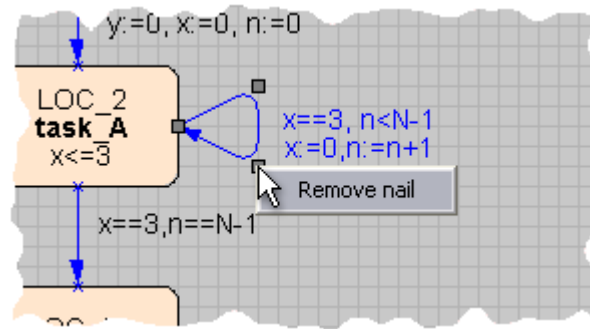 y:=0, x:=0, n:=0
LOC_2
task_A
x<=3
x==3, n<N-1
x:=0,n:=n+1
Remove nail
x==3,n==N-1